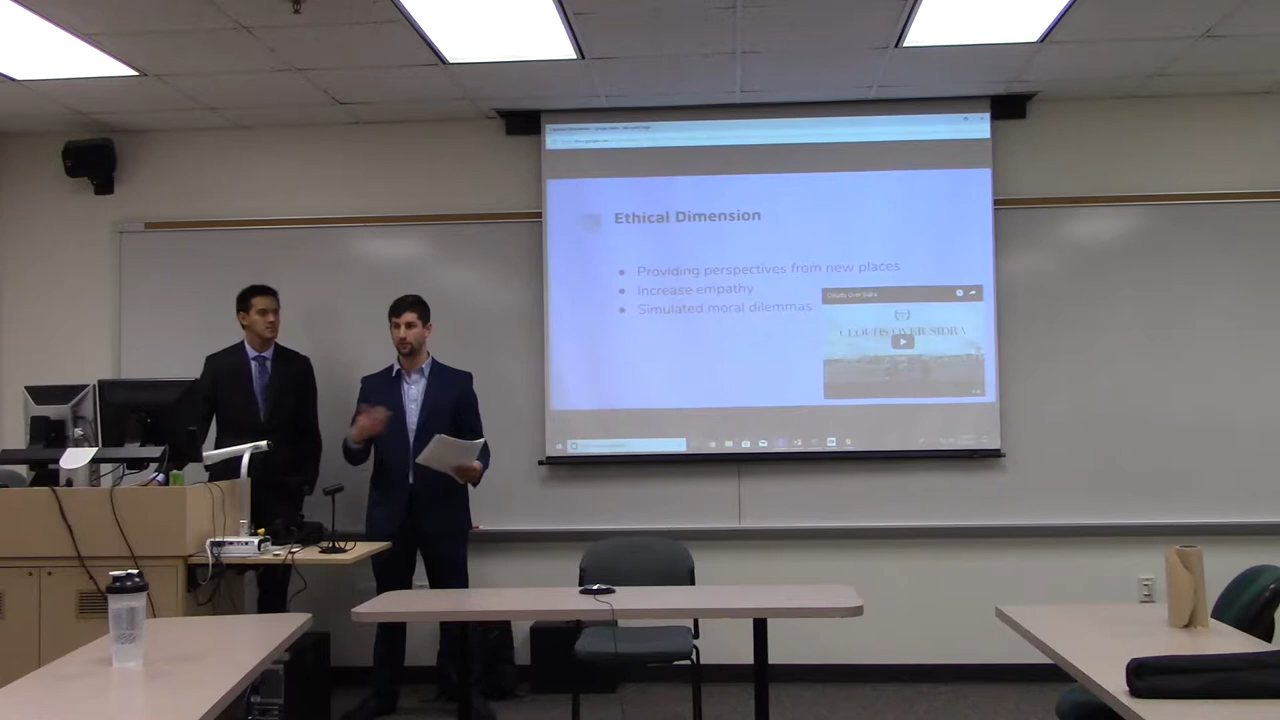 Ethical Dimension
Providing perspectives from new places
Increase empathy
Simulated moral dilemmas
Clouds Over Sidra
CLOUDS OVER SIDRA